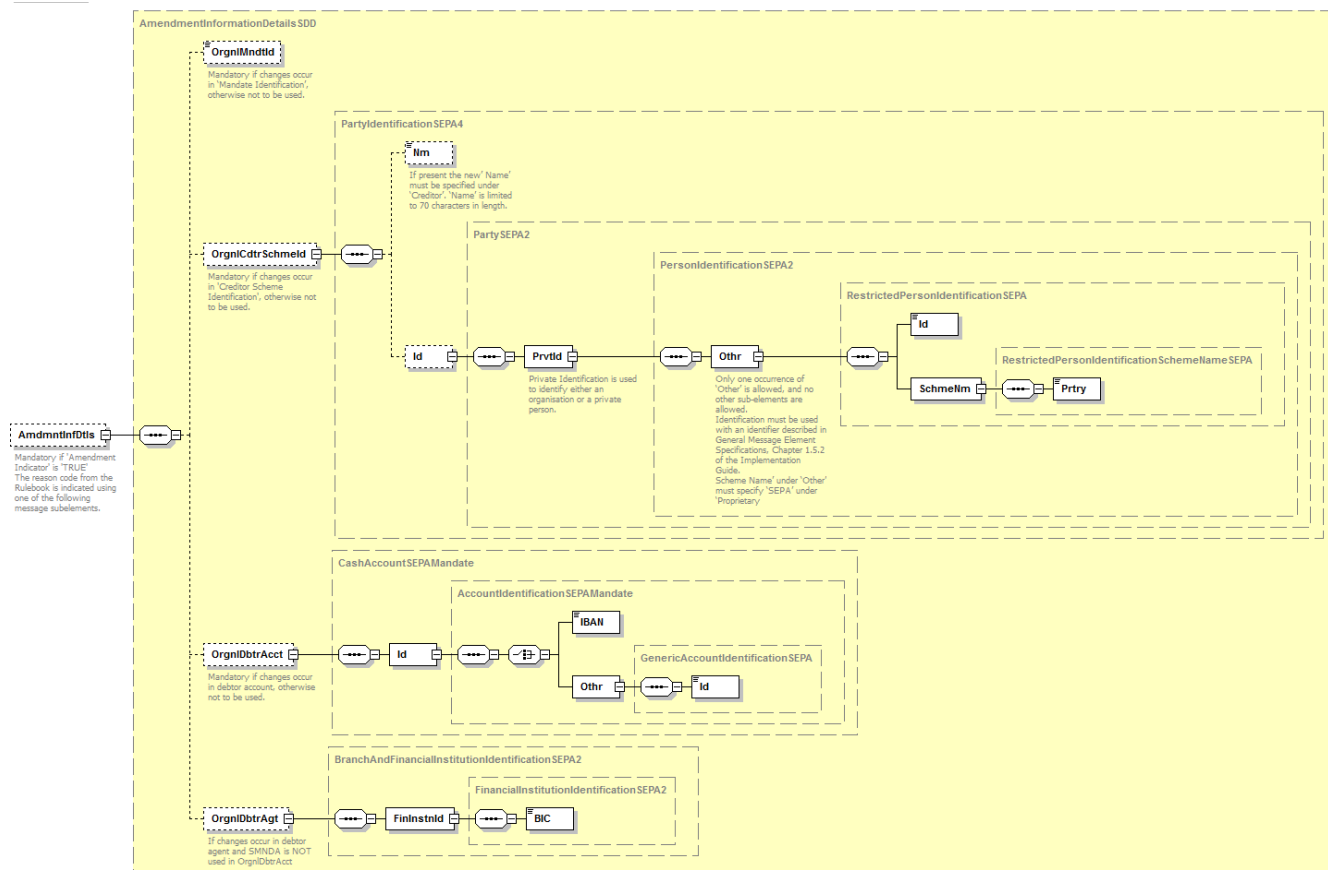 AmendmentInformationDetailsSDD
OrgnlMndtId
Mandatory if changes occur
in 'Mandate Identification',
otherwise not to be used.
PartyIdentificationSEPA4
Nm
If present the new' Name'
must be specified under
'Creditor'. 'Name' is limited
to 70 characters in length.
PartySEPA2
PersonIdentificationSEPA2
RestrictedPersonIdentificationSEPA
OrgnlCdtrSchmeId
Mandatory if changes occur
in 'Creditor Scheme
Identification', otherwise not
to be used.
Id
Id
PrvtId
Private Identification is used
to identify either an
organisation or a private
person.
Othr
Only one occurrence of
'Other' is allowed, and no
other sub-elements are
allowed.
Identification must be used
with an identifier described in
General Message Element
Specifications, Chapter 1.5.2
of the Implementation
Guide.
Scheme Name' under 'Other'
must specify 'SEPA' under
'Proprietary
RestrictedPersonIdentificationSchemeNameSEPA
SchmeNm
Prtry
AmdmntInfDtls
Mandatory if 'Amendment
Indicator' is 'TRUE'
The reason code from the
Rulebook is indicated using
one of the following
message subelements.
CashAccountSEPAMandate
AccountIdentificationSEPAMandate
IBAN
OrgnlDbtrAcct
Mandatory if changes occur
in debtor account, otherwise
not to be used.
Id
GenericAccountIdentificationSEPA
Othr
Id
BranchAndFinancialInstitutionIdentificationSEPA2
FinancialInstitutionIdentificationSEPA2
OrgnlDbtrAgt
If changes occur in debtor
agent and SMNDA is NOT
used in OrgnlDbtrAcct
FinInstnId
BIC